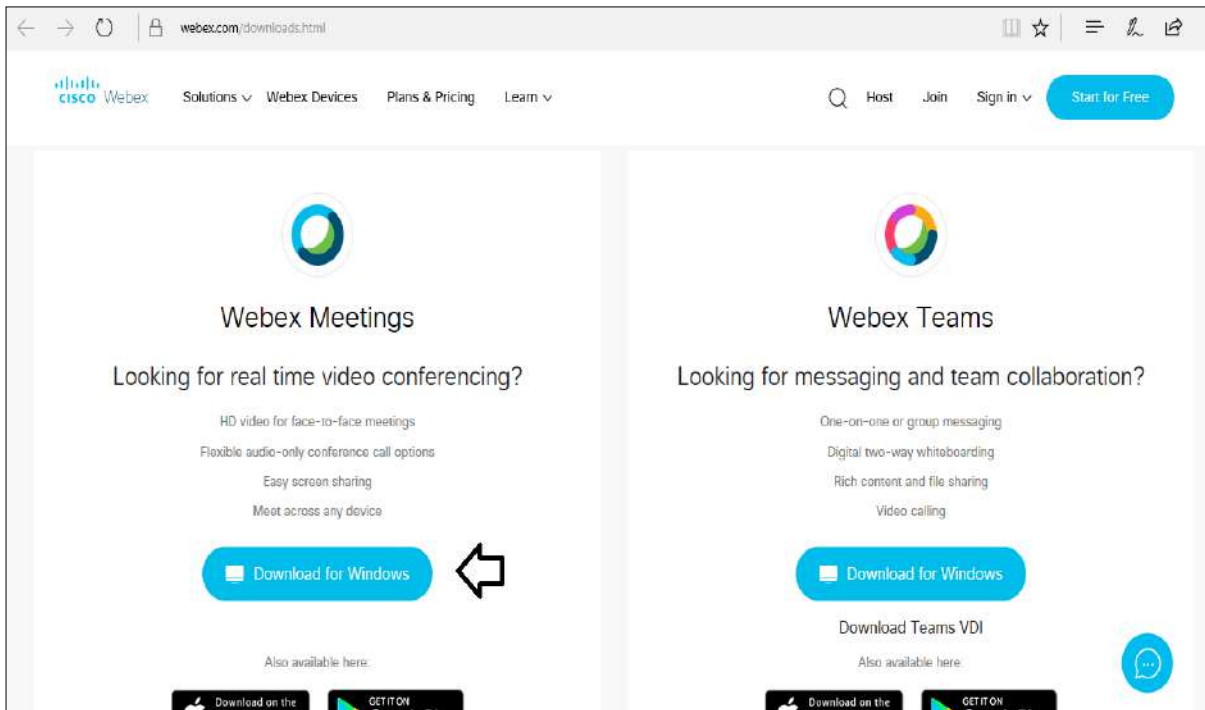 webex.com/downloads.html
CISCO Webex Solutions Webex Devices Plans & Pricing Learn Host Join Sign in Start for Free
Webex Meetings
Looking for real time video conferencing?
HD video for face-to-face meetings
Flexible audio-only conference call options
Easy screen sharing
Meet across any device
Download for Windows
Also available here:
Download on the
GET IT ON
Webex Teams
Looking for messaging and team collaboration?
One-on-one or group messaging
Digital two-way whiteboarding
Rich content and file sharing
Video calling
Download for Windows
Download Teams VDI
Also available here:
Download on the
GET IT ON